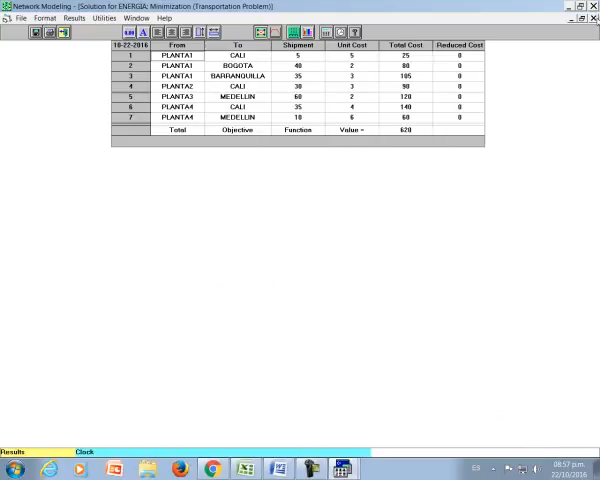 Network Modeling - [Solution for ENERGIA: Minimization (Transportation Problem)]
File Format Results Utilities Window Help
0.00 A
10-22-2016 From To Shipment Unit Cost Total Cost Reduced Cost
1 PLANTA1 CALI 5 5 25 0
2 PLANTA1 BOGOTA 40 2 80 0
3 PLANTA1 BARRANQUILLA 35 3 105 0
4 PLANTA2 CALI 30 3 90 0
5 PLANTA3 MEDELLIN 60 2 120 0
6 PLANTA4 CALI 35 4 140 0
7 PLANTA4 MEDELLIN 10 6 60 0
Total Objective Function Value = 620
Results Clock
ES 08:57 p.m.
22/10/2016